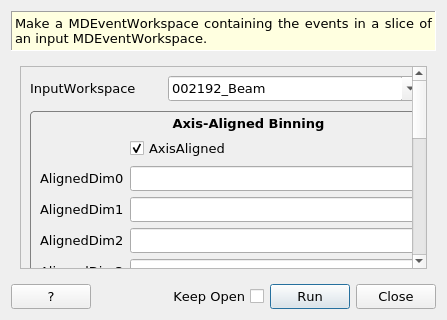 Make a MDEventWorkspace containing the events in a slice of
an input MDEventWorkspace.
InputWorkspace 002192_Beam
Axis-Aligned Binning
AxisAligned
AlignedDim0
AlignedDim1
AlignedDim2
? Keep Open Run Close